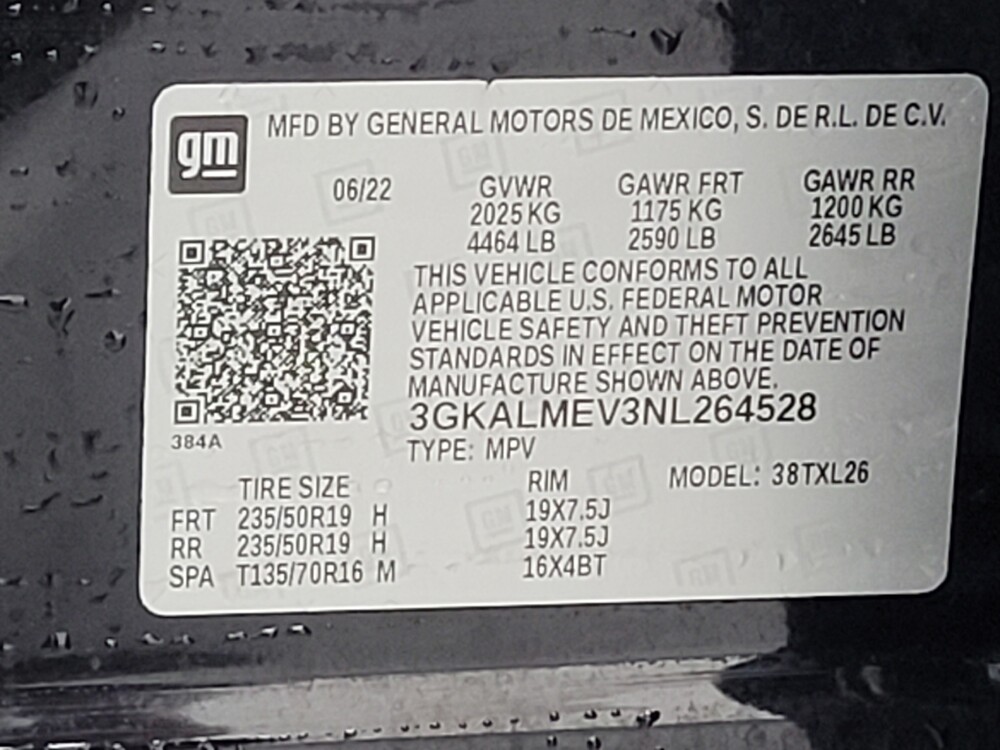 gm
MFD BY GENERAL MOTORS DE MEXICO, S. DE R.L. DE C.V.
06/22 GVWR GAWR FRT GAWR RR
2025 KG 1175 KG 1200 KG
4464 LB 2590 LB 2645 LB
THIS VEHICLE CONFORMS TO ALL
APPLICABLE U.S. FEDERAL MOTOR
VEHICLE SAFETY AND THEFT PREVENTION
STANDARDS IN EFFECT ON THE DATE OF
MANUFACTURE SHOWN ABOVE.
3GKALMEV3NL264528
384A
TYPE: MPV
MODEL: 38TXL26
TIRE SIZE RIM
FRT 235/50R19 H 19X7.5J
RR 235/50R19 H 19X7.5J
SPA T135/70R16 M 16X4BT